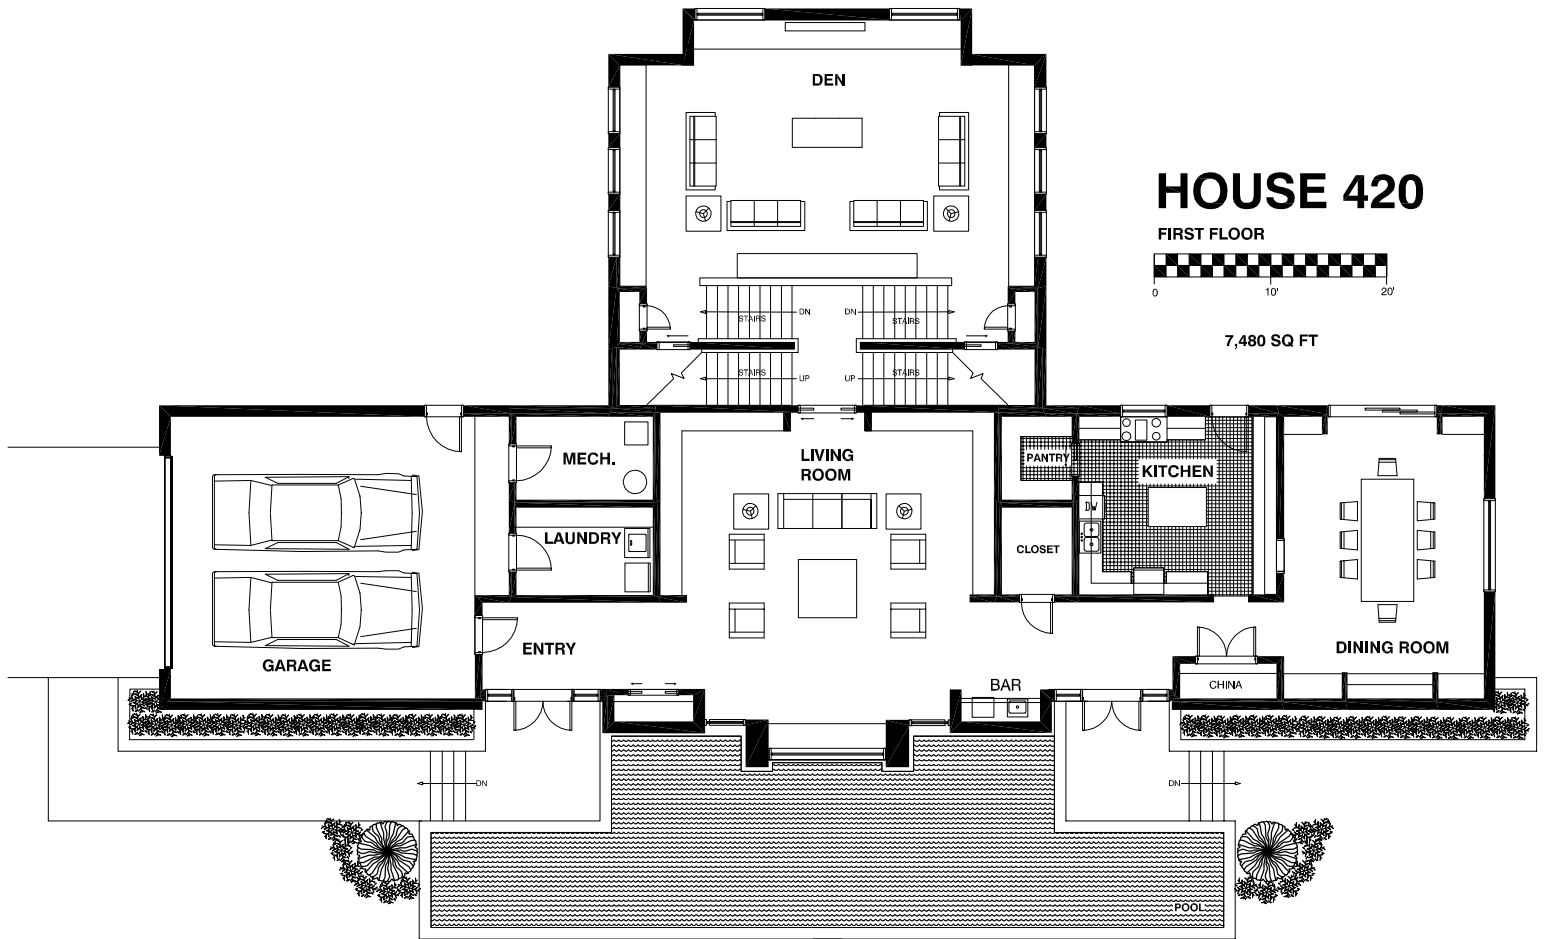 DEN
HOUSE 420
FIRST FLOOR
0 10' 20'
7,480 SQ FT
STAIRS DN DN STAIRS
STAIRS UP UP STAIRS
MECH.
LIVING
ROOM
PANTRY
KITCHEN
DW
LAUNDRY
CLOSET
GARAGE
ENTRY
BAR
CHINA
DINING ROOM
DN
DN
POOL